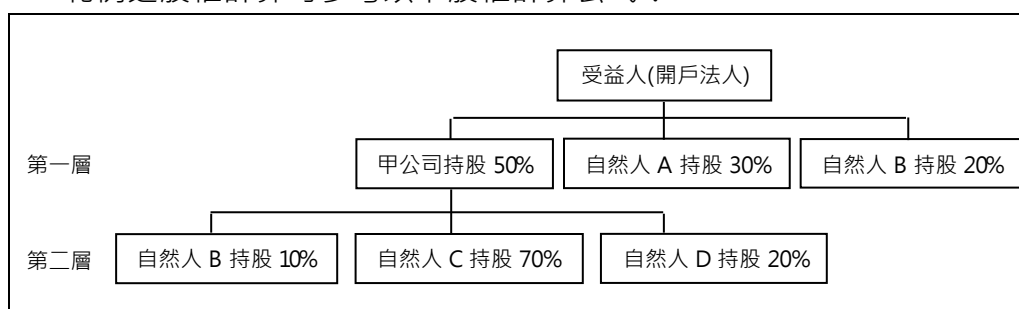 受益人(開戶法人)
第一層
甲公司持股 50%
自然人 A 持股 30%
自然人 B 持股 20%
第二層
自然人 B 持股 10%
自然人 C 持股 70%
自然人 D 持股 20%